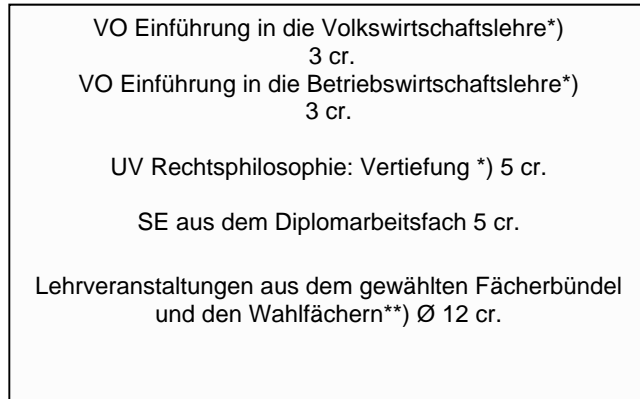 VO Einführung in die Volkswirtschaftslehre*)
3 cr.
VO Einführung in die Betriebswirtschaftslehre*)
3 cr.
UV Rechtsphilosophie: Vertiefung *) 5 cr.
SE aus dem Diplomarbeitsfach 5 cr.
Lehrveranstaltungen aus dem gewählten Fächerbündel
und den Wahlfächern**) Ø 12 cr.